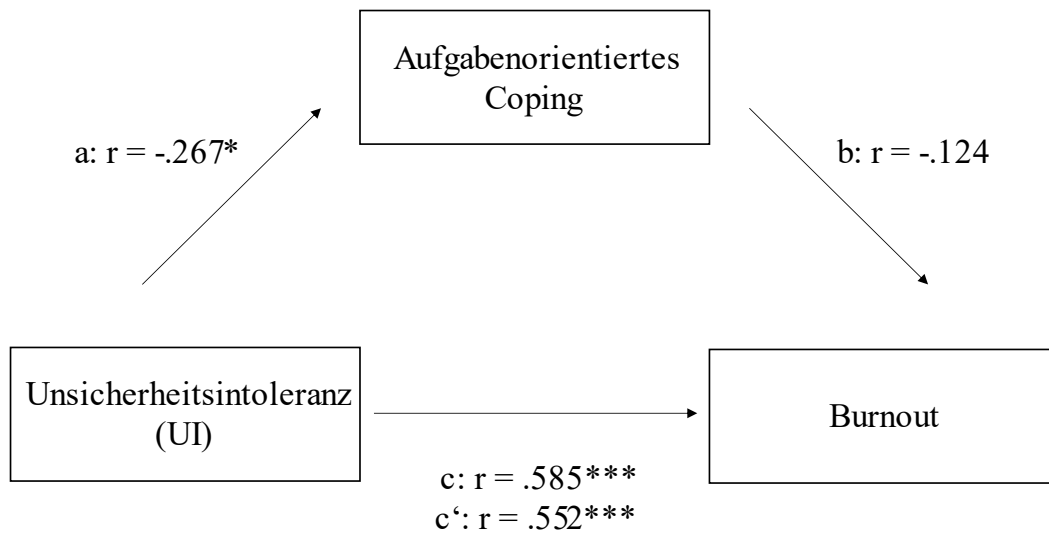 Aufgabenorientiertes
Coping
a: r = -.267*
b: r = -.124
Unsicherheitsintoleranz
(UI)
Burnout
c: r = .585***
c‘: r = .552***